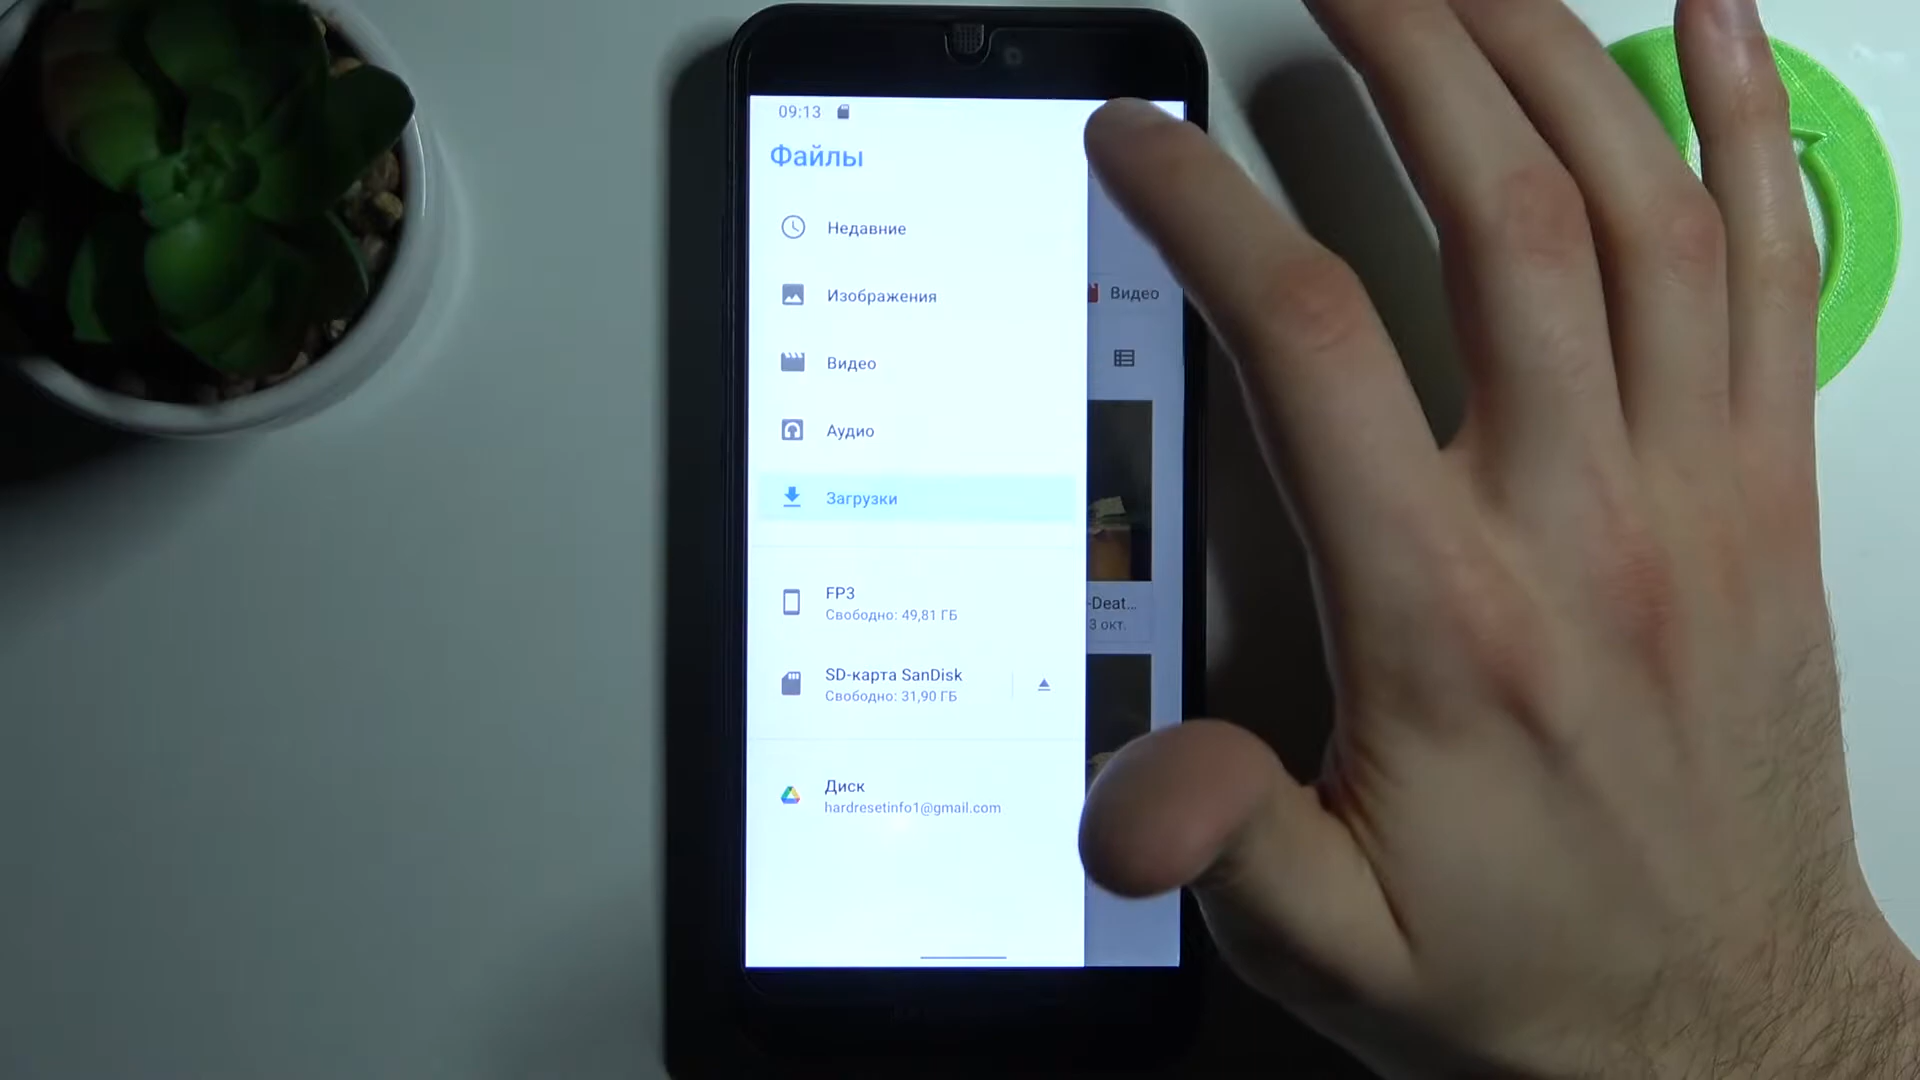 09:13
Файлы
Недавние
Изображения
Видео
Аудио
Загрузки
FP3
Свободно: 49,81 ГБ
SD-карта SanDisk
Свободно: 31,90 ГБ
Диск
hardresetinfo1@gmail.com
Видео
-Deat...
3 окт.